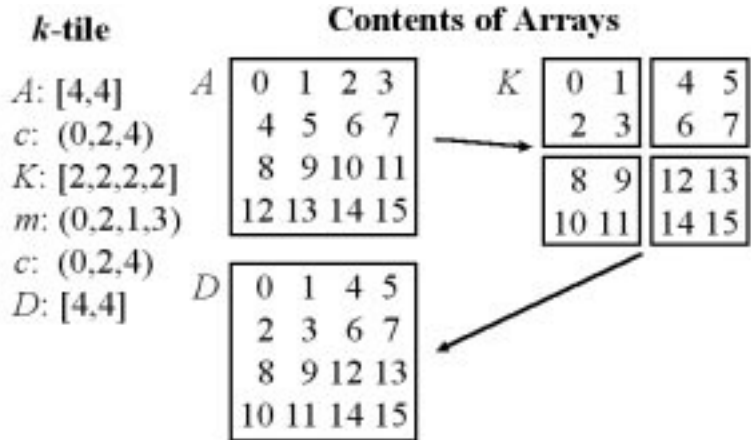 k-tile
A: [4,4]
c: (0,2,4)
K: [2,2,2,2]
m: (0,2,1,3)
c: (0,2,4)
D: [4,4]
Contents of Arrays
A
0 1 2 3
4 5 6 7
8 9 10 11
12 13 14 15
K
0 1 4 5
2 3 6 7
8 9 12 13
10 11 14 15
D
0 1 4 5
2 3 6 7
8 9 12 13
10 11 14 15